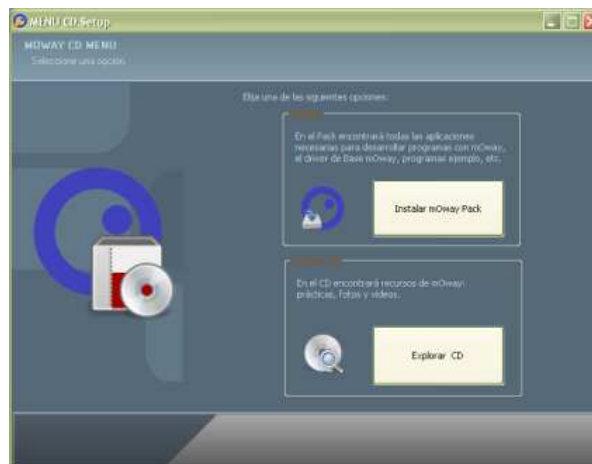 MENU CD.Setup
MOWAY CD MENU
Seleccione una opción
Elija una de las siguientes opciones:
En el Pack encontrará todas las aplicaciones
necesarias para desarrollar programas con mOway,
el driver de Base mOway, programas ejemplo, etc.
Instalar mOway Pack
En el CD encontrará recursos de mOway:
prácticas, fotos y vídeos.
Explorar CD